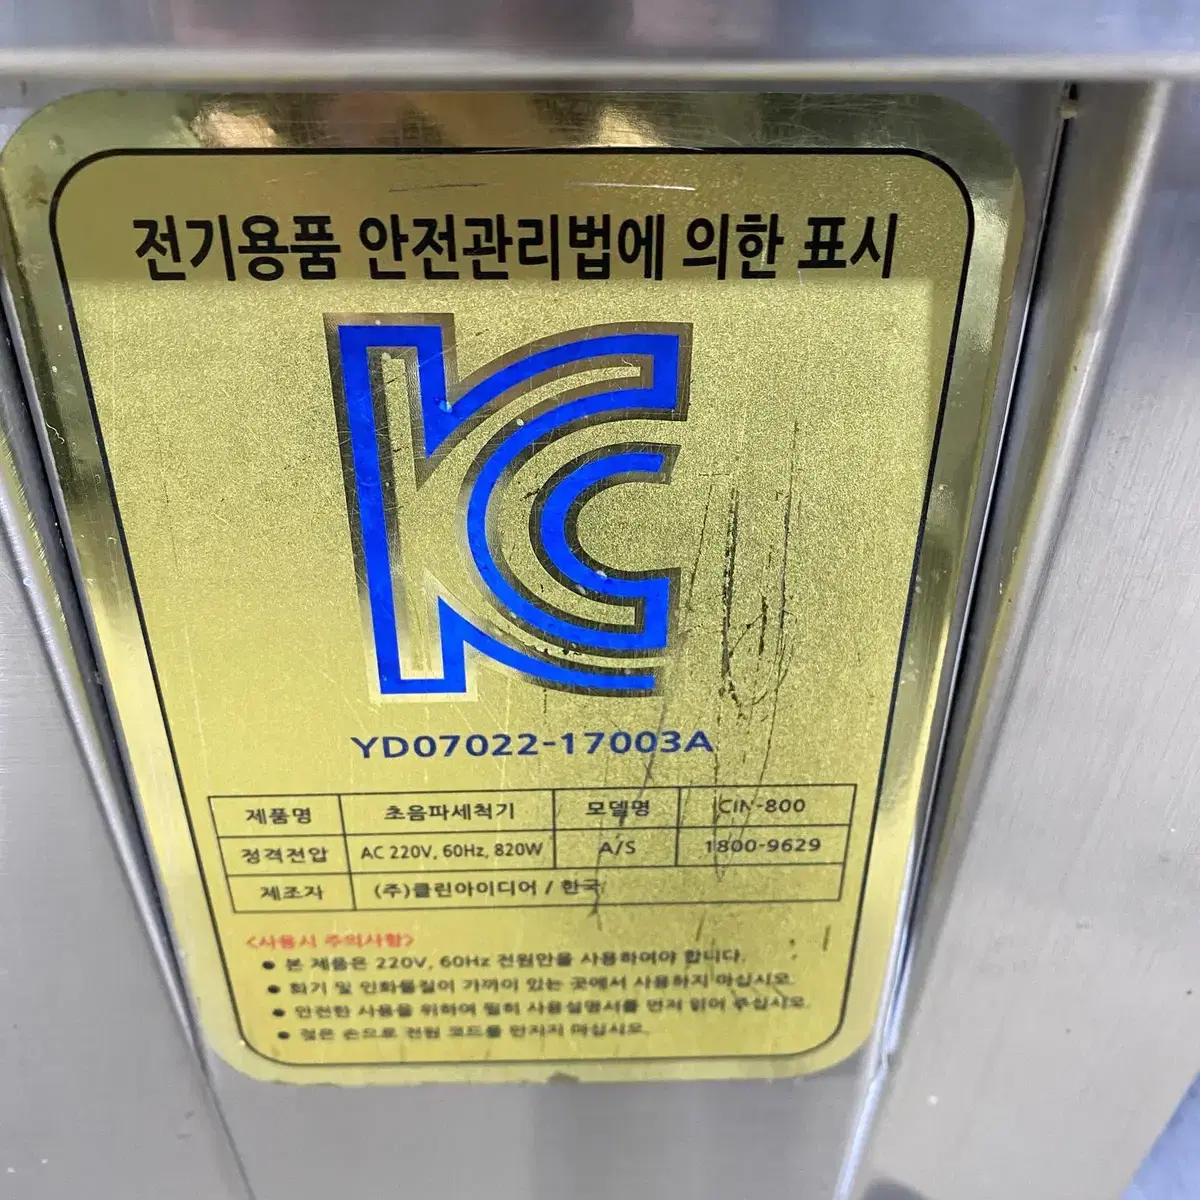 전기용품 안전관리법에 의한 표시
KC
YD07022-17003A
제품명 초음파세척기 모델명 CIN-800
정격전압 AC 220V, 60Hz, 820W A/S 1800-9629
제조자 (주)클린아이디어 / 한국
<사용시 주의사항>
● 본 제품은 220V, 60Hz 전원만을 사용하여야 합니다.
● 화기 및 인화물질이 가까이 있는 곳에서 사용하지 마십시오.
● 안전한 사용을 위하여 필히 사용설명서를 먼저 읽어 주십시오.
● 젖은 손으로 전원 코드를 만지지 마십시오.